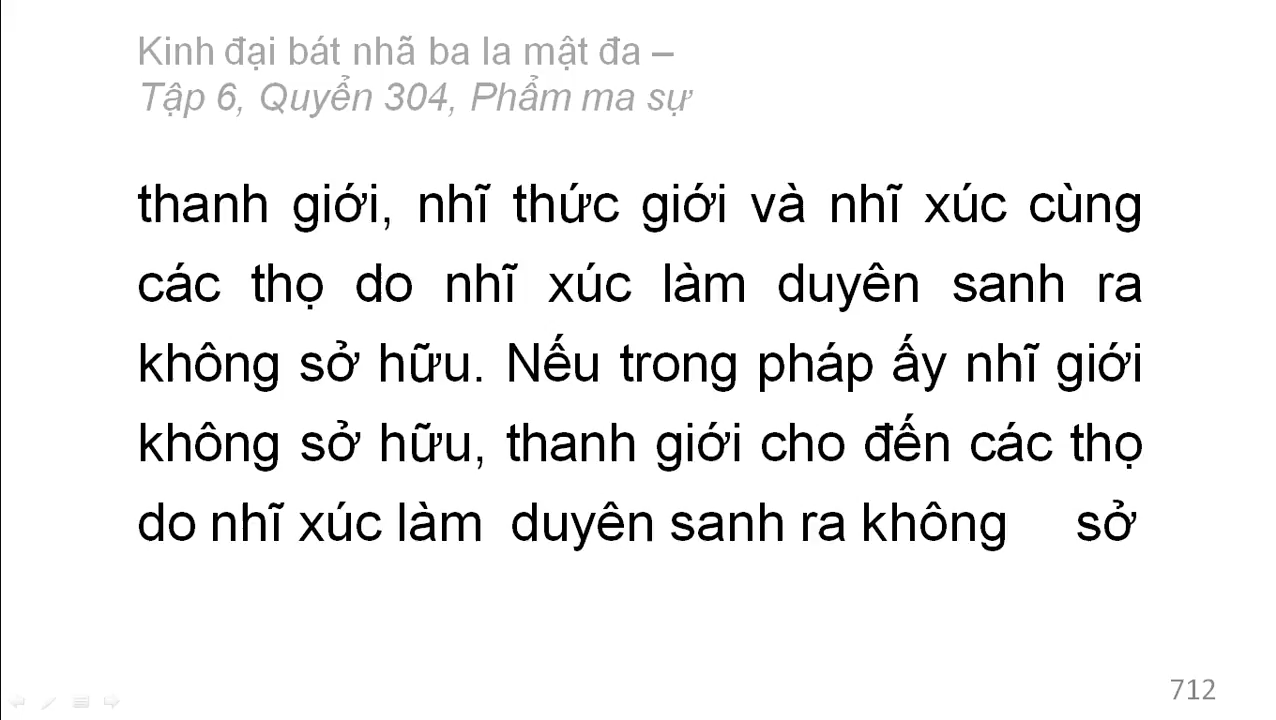 Kinh đại bát nhã ba la mật đa –
Tập 6, Quyển 304, Phẩm ma sự
thanh giới, nhĩ thức giới và nhĩ xúc cùng
các thọ do nhĩ xúc làm duyên sanh ra
không sở hữu. Nếu trong pháp ấy nhĩ giới
không sở hữu, thanh giới cho đến các thọ
do nhĩ xúc làm duyên sanh ra không sở
712